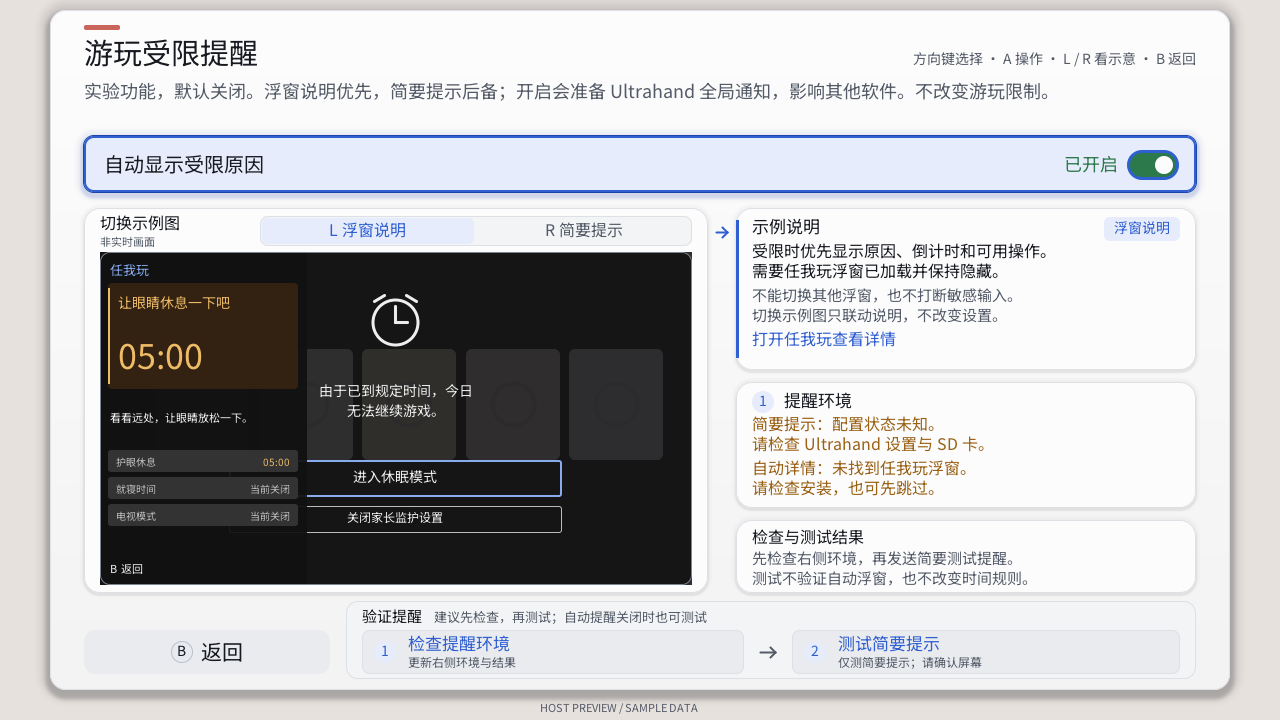 游玩受限提醒
方向键选择 · A 操作 · L / R 看示意 · B 返回
实验功能，默认关闭。浮窗说明优先，简要提示后备；开启会准备 Ultrahand 全局通知，影响其他软件。不改变游玩限制。
自动显示受限原因
已开启
切换示例图
非实时画面
L 浮窗说明
R 简要提示
任我玩
让眼睛休息一下吧
05:00
看看远处，让眼睛放松一下。
护眼休息 05:00
就寝时间 当前关闭
电视模式 当前关闭
B 返回
由于已到规定时间，今日
无法继续游戏。
进入休眠模式
关闭家长监护设置
示例说明
浮窗说明
受限时优先显示原因、倒计时和可用操作。
需要任我玩浮窗已加载并保持隐藏。
不能切换其他浮窗，也不打断敏感输入。
切换示例图只联动说明，不改变设置。
打开任我玩查看详情
1 提醒环境
简要提示：配置状态未知。
请检查 Ultrahand 设置与 SD 卡。
自动详情：未找到任我玩浮窗。
请检查安装，也可先跳过。
检查与测试结果
先检查右侧环境，再发送简要测试提醒。
测试不验证自动浮窗，也不改变时间规则。
B 返回
验证提醒 建议先检查，再测试；自动提醒关闭时也可测试
1 检查提醒环境
更新右侧环境与结果
2 测试简要提示
仅测简要提示；请确认屏幕
HOST PREVIEW / SAMPLE DATA